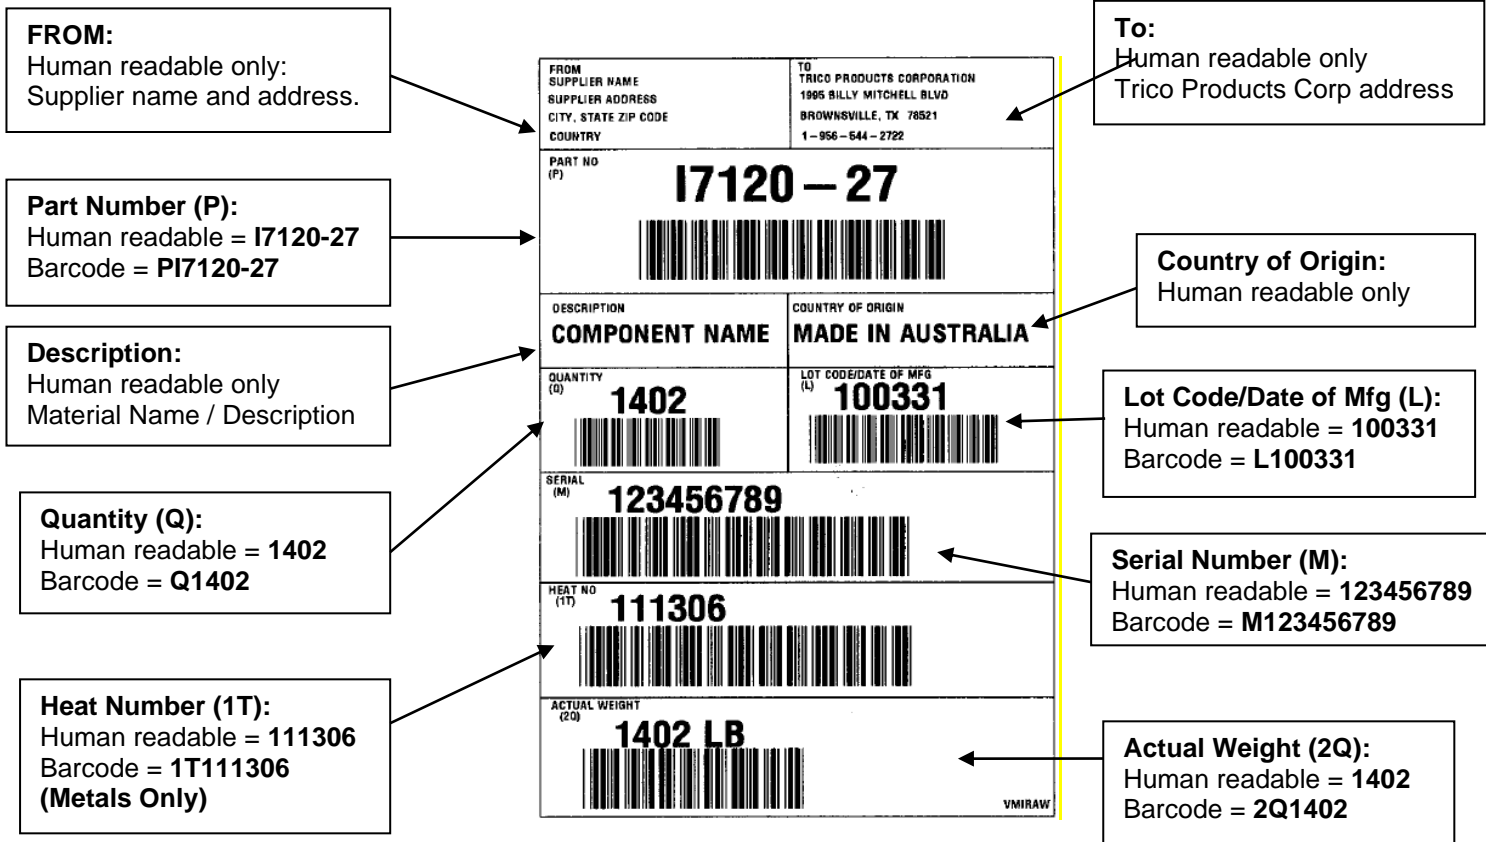 FROM:
Human readable only:
Supplier name and address.
Part Number (P):
Human readable = I7120-27
Barcode = PI7120-27
Description:
Human readable only
Material Name / Description
Quantity (Q):
Human readable = 1402
Barcode = Q1402
Heat Number (1T):
Human readable = 111306
Barcode = 1T111306
(Metals Only)
FROM
SUPPLIER NAME
SUPPLIER ADDRESS
CITY, STATE ZIP CODE
COUNTRY
TO
TRICO PRODUCTS CORPORATION
1995 BILLY MITCHELL BLVD
BROWNSVILLE, TX 78521
1-956-544-2722
PART NO
(P)
I7120-27
DESCRIPTION
COMPONENT NAME
COUNTRY OF ORIGIN
MADE IN AUSTRALIA
QUANTITY
(Q)
1402
LOT CODE/DATE OF MFG
(L)
100331
SERIAL
(M)
123456789
HEAT NO
(1T)
111306
ACTUAL WEIGHT
(2Q)
1402 LB
VMIRAW
To:
Human readable only
Trico Products Corp address
Country of Origin:
Human readable only
Lot Code/Date of Mfg (L):
Human readable = 100331
Barcode = L100331
Serial Number (M):
Human readable = 123456789
Barcode = M123456789
Actual Weight (2Q):
Human readable = 1402
Barcode = 2Q1402